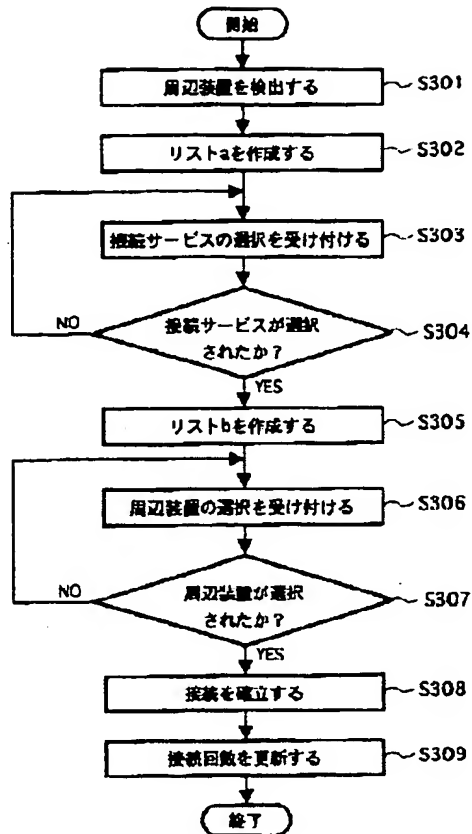 開始
周辺装置を検出する
S301
リストaを作成する
S302
接続サービスの選択を受け付ける
S303
接続サービスが選択
されたか？
S304
NO
YES
リストbを作成する
S305
周辺装置の選択を受け付ける
S306
周辺装置が選択
されたか？
S307
NO
YES
接続を確立する
S308
接続回数を更新する
S309
終了